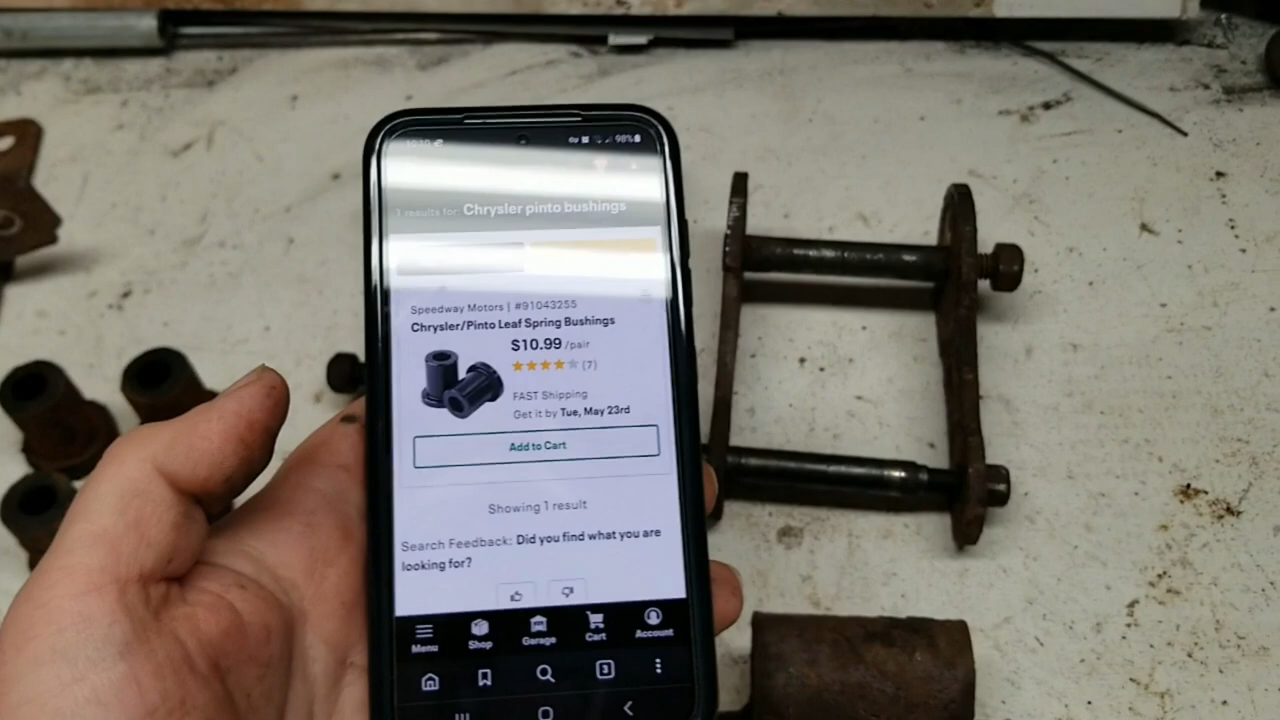 98%
1 results for: Chrysler pinto bushings
Speedway Motors | #91043255
Chrysler/Pinto Leaf Spring Bushings
$10.99 /pair
(7)
FAST Shipping
Get it by Tue, May 23rd
Add to Cart
Showing 1 result
Search Feedback: Did you find what you are
looking for?
Menu
Shop
Garage
Cart
Account
3